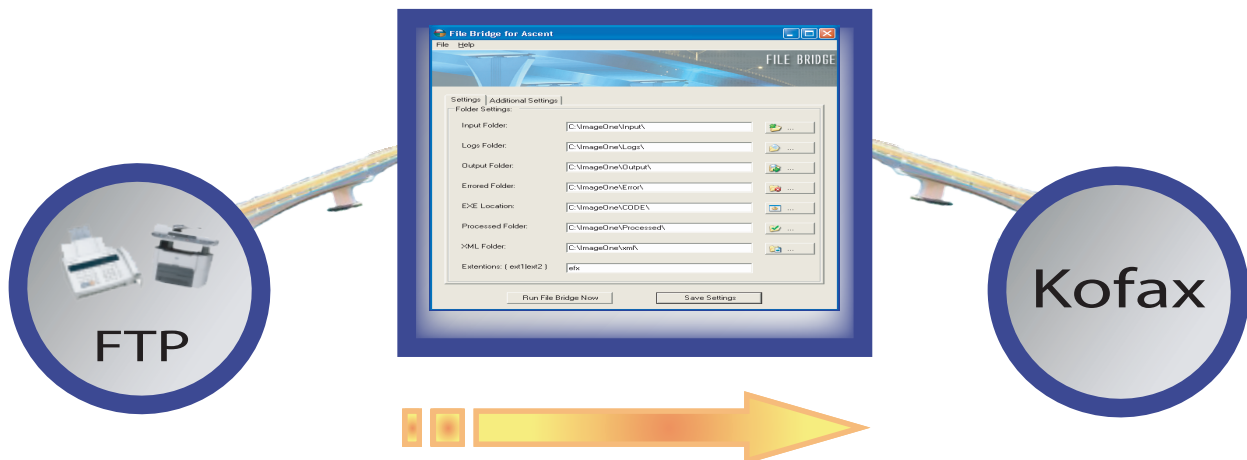 File Bridge for Ascent
File Help
FILE BRIDGE
Settings Additional Settings
Folder Settings:
Input Folder: C:\ImageOne\Input\ ...
Logs Folder: C:\ImageOne\Logs\ ...
Output Folder: C:\ImageOne\Output\ ...
Errored Folder: C:\ImageOne\Error\ ...
EXE Location: C:\ImageOne\CODE\ ...
Processed Folder: C:\ImageOne\Processed\ ...
XML Folder: C:\ImageOne\xml\ ...
Extentions: ( ext1|ext2 ) efx
Run File Bridge Now Save Settings
FTP
Kofax